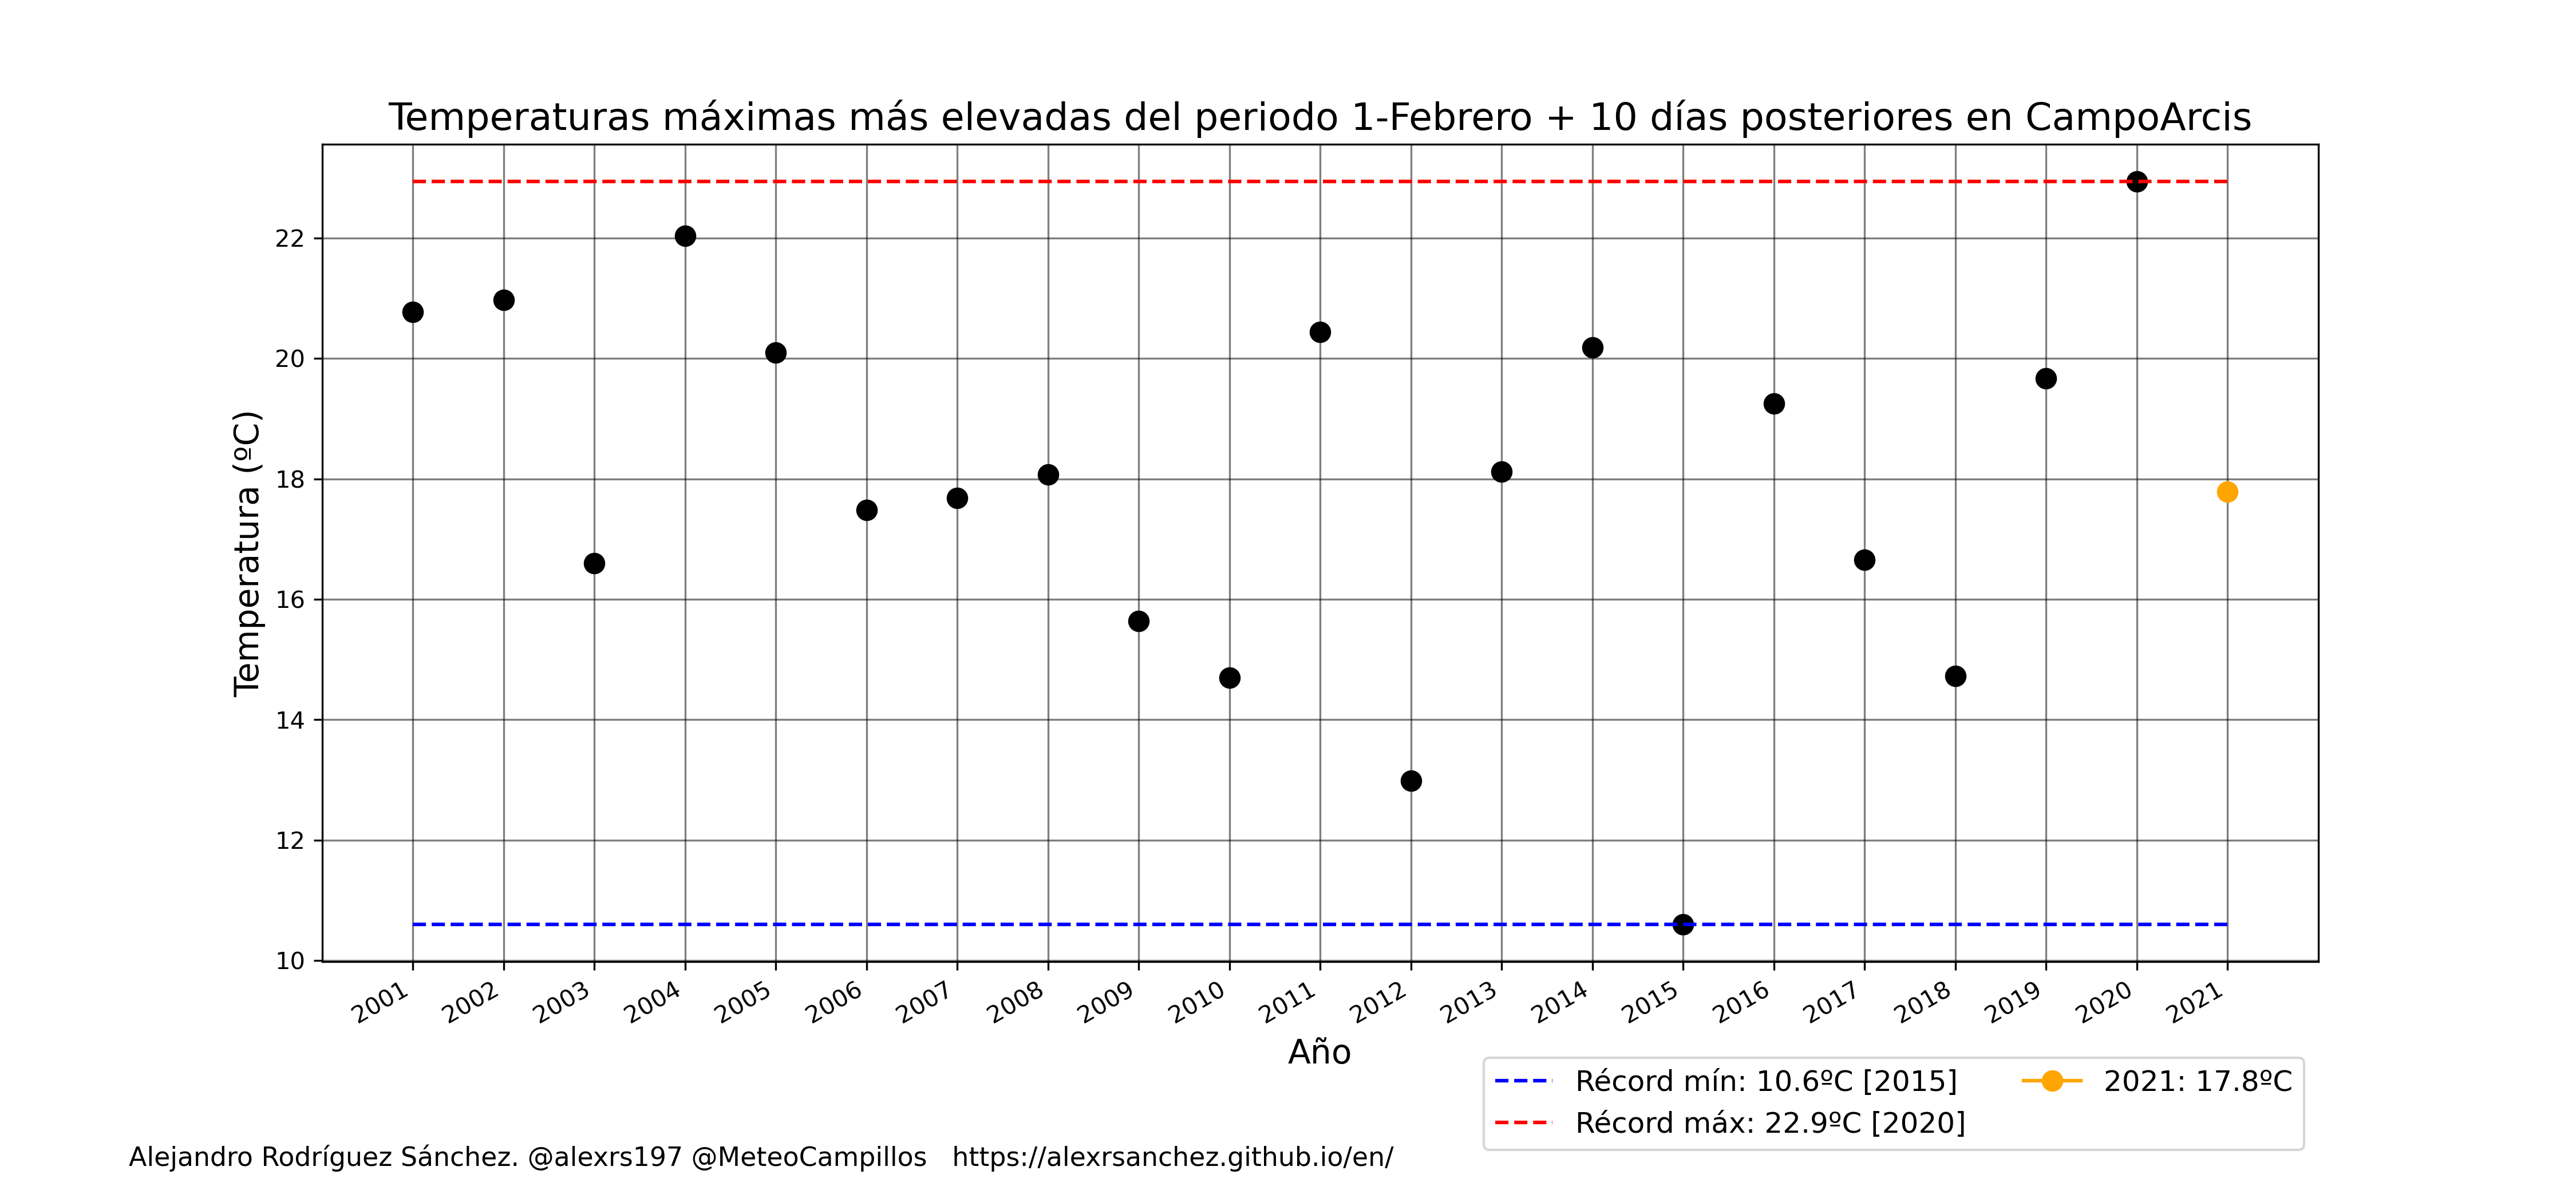 Temperaturas máximas más elevadas del periodo 1-Febrero + 10 días posteriores en CampoArcis
Temperatura (ºC)
22
20
18
16
14
12
10
2001 2002 2003 2004 2005 2006 2007 2008 2009 2010 2011 2012 2013 2014 2015 2016 2017 2018 2019 2020 2021
Año
Récord mín: 10.6ºC [2015]
Récord máx: 22.9ºC [2020]
2021: 17.8ºC
Alejandro Rodríguez Sánchez. @alexrs197 @MeteoCampillos https://alexrsanchez.github.io/en/